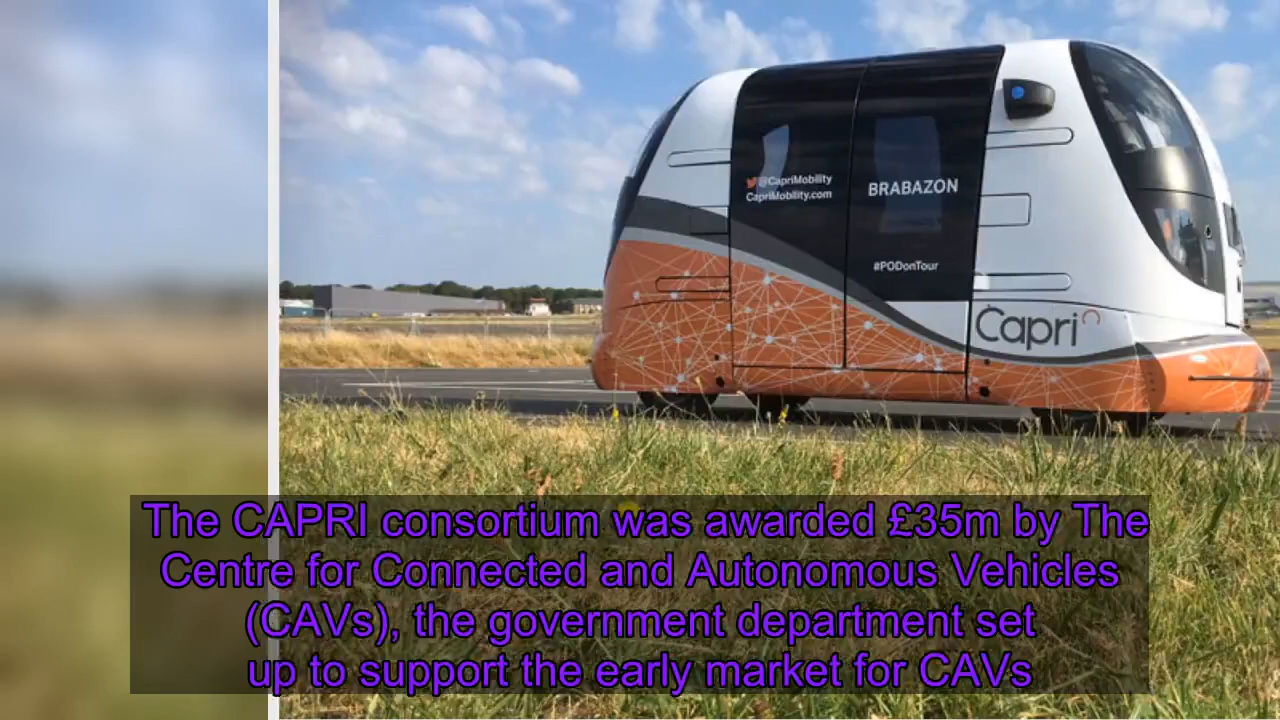 @CapriMobility
CapriMobility.com
BRABAZON
#PODonTour
Capri
The CAPRI consortium was awarded £35m by The
Centre for Connected and Autonomous Vehicles
(CAVs), the government department set
up to support the early market for CAVs